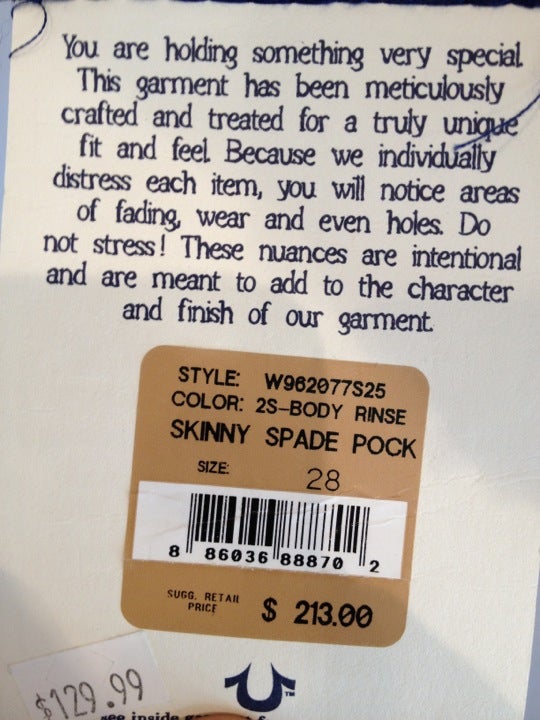 You are holding something very special.
This garment has been meticulously
crafted and treated for a truly unique
fit and feel. Because we individually
distress each item, you will notice areas
of fading, wear and even holes. Do
not stress! These nuances are intentional
and are meant to add to the character
and finish of our garment.
STYLE: W962077S25
COLOR: 2S-BODY RINSE
SKINNY SPADE POCK
SIZE: 28
8 86036 88870 2
SUGG. RETAIL
PRICE $ 213.00
$129.99
TM
see inside